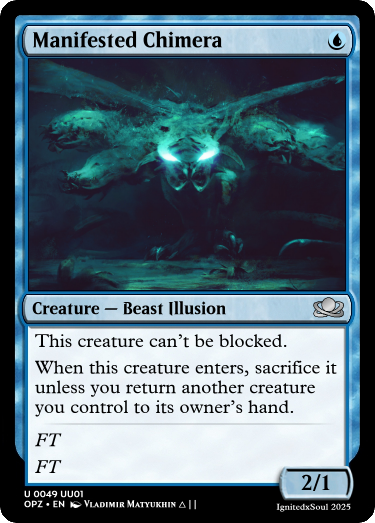 Manifested Chimera
Creature — Beast Illusion
This creature can't be blocked.
When this creature enters, sacrifice it
unless you return another creature
you control to its owner's hand.
FT
FT
2/1
U 0049 UU01
OPZ • EN Vladimir Matyukhin △ ||
IgnitedxSoul 2025